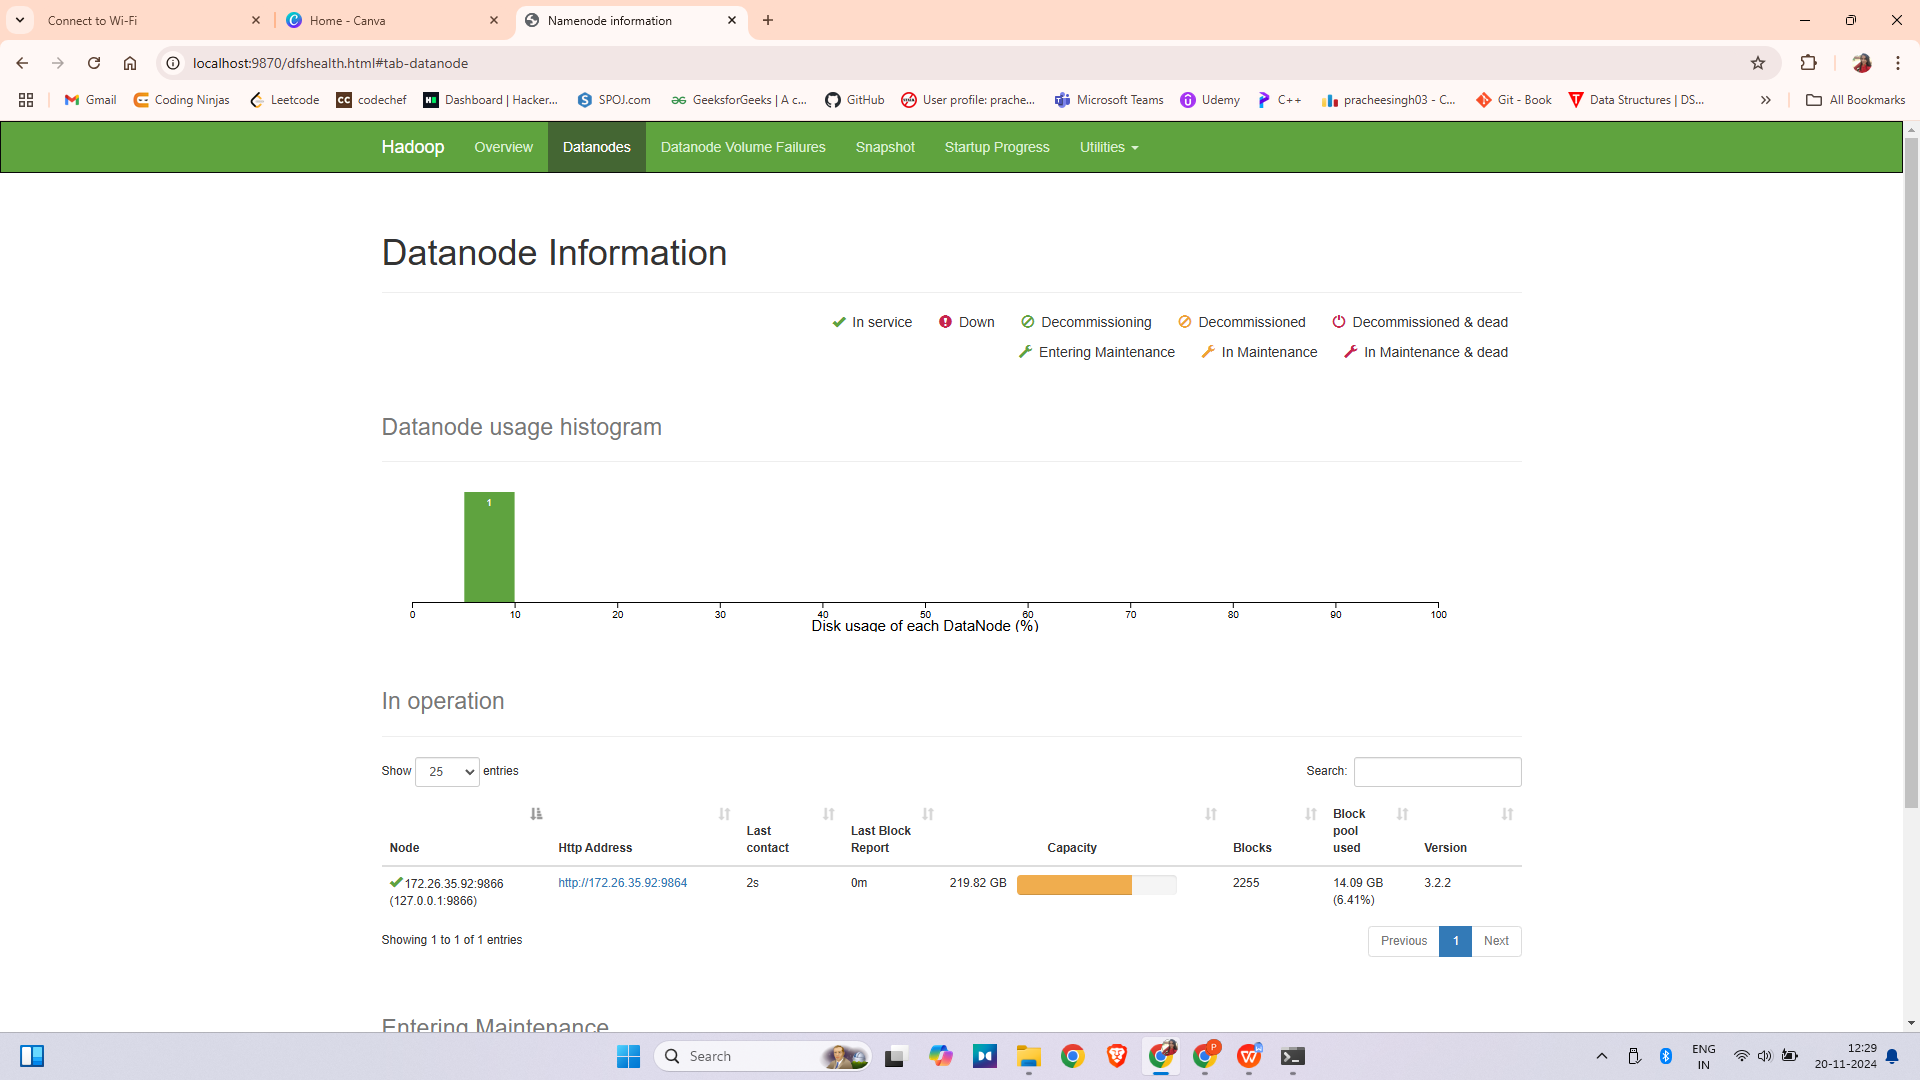 Connect to Wi-Fi
Home - Canva
Namenode information
localhost:9870/dfshealth.html#tab-datanode
Gmail
Coding Ninjas
Leetcode
codechef
Dashboard | Hacker...
SPOJ.com
GeeksforGeeks | A c...
GitHub
User profile: prache...
Microsoft Teams
Udemy
C++
pracheesingh03 - C...
Git - Book
Data Structures | DS...
All Bookmarks
Hadoop Overview Datanodes Datanode Volume Failures Snapshot Startup Progress Utilities
Datanode Information
In service Down Decommissioning Decommissioned Decommissioned & dead
Entering Maintenance In Maintenance In Maintenance & dead
Datanode usage histogram
1
0 10 20 30 40 50 60 70 80 90 100
Disk usage of each DataNode (%)
In operation
Show 25 entries
Search:
Node
Http Address
Last
contact
Last Block
Report
Capacity
Blocks
Block
pool
used
Version
172.26.35.92:9866
(127.0.0.1:9866)
http://172.26.35.92:9864
2s
0m
219.82 GB
2255
14.09 GB
(6.41%)
3.2.2
Showing 1 to 1 of 1 entries
Previous 1 Next
Entering Maintenance
Search
ENG
IN
12:29
20-11-2024